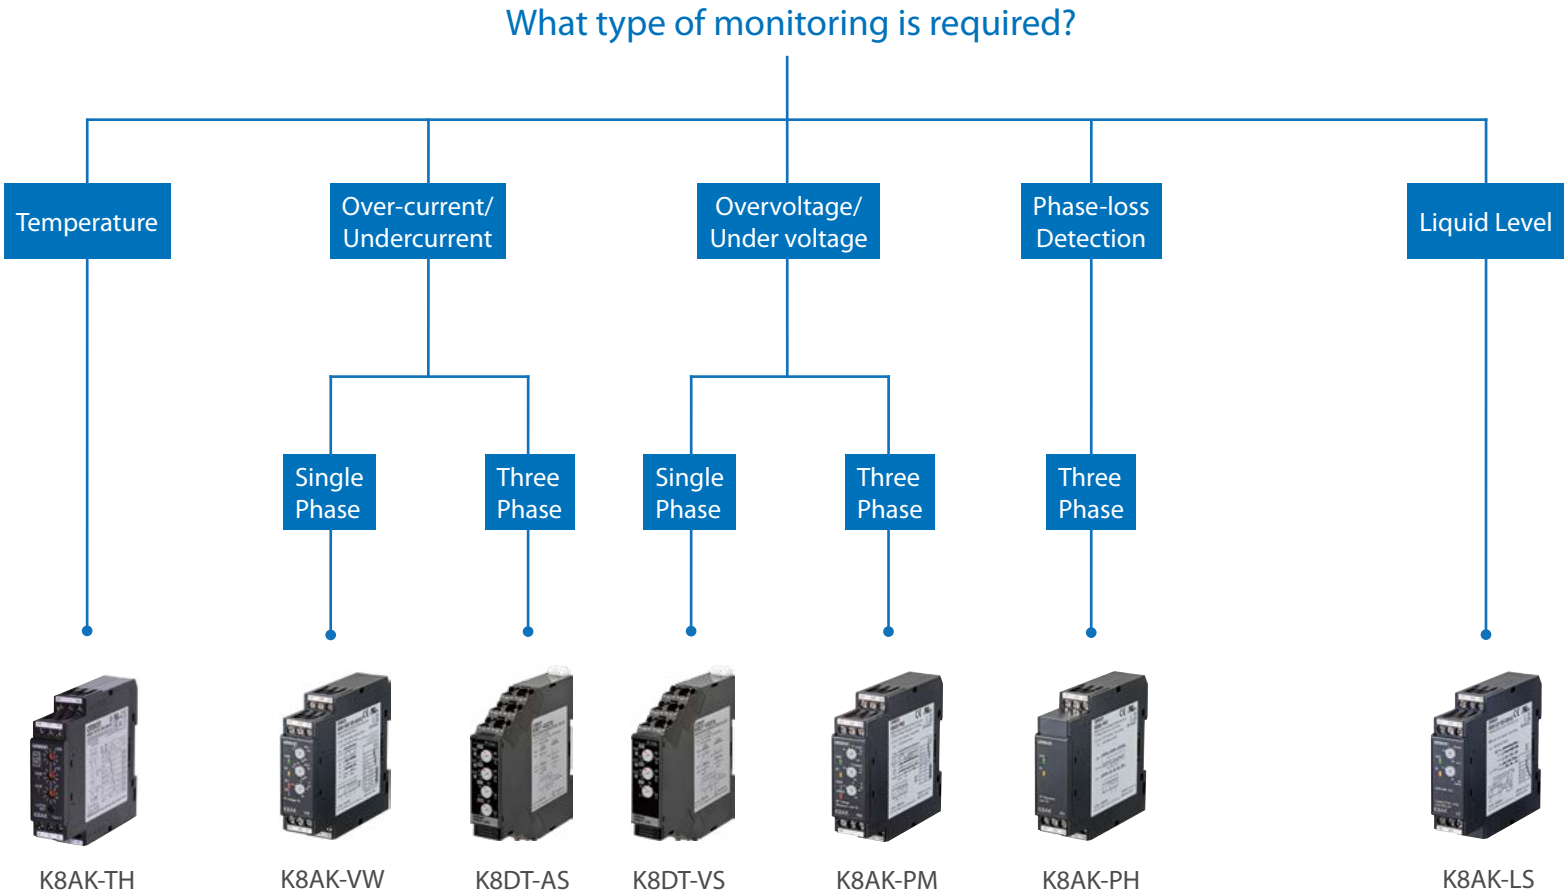 What type of monitoring is required?
Temperature
Over-current/
Undercurrent
Overvoltage/
Under voltage
Phase-loss
Detection
Liquid Level
Single
Phase
Three
Phase
Single
Phase
Three
Phase
Three
Phase
K8AK-TH
K8AK-VW
K8DT-AS
K8DT-VS
K8AK-PM
K8AK-PH
K8AK-LS